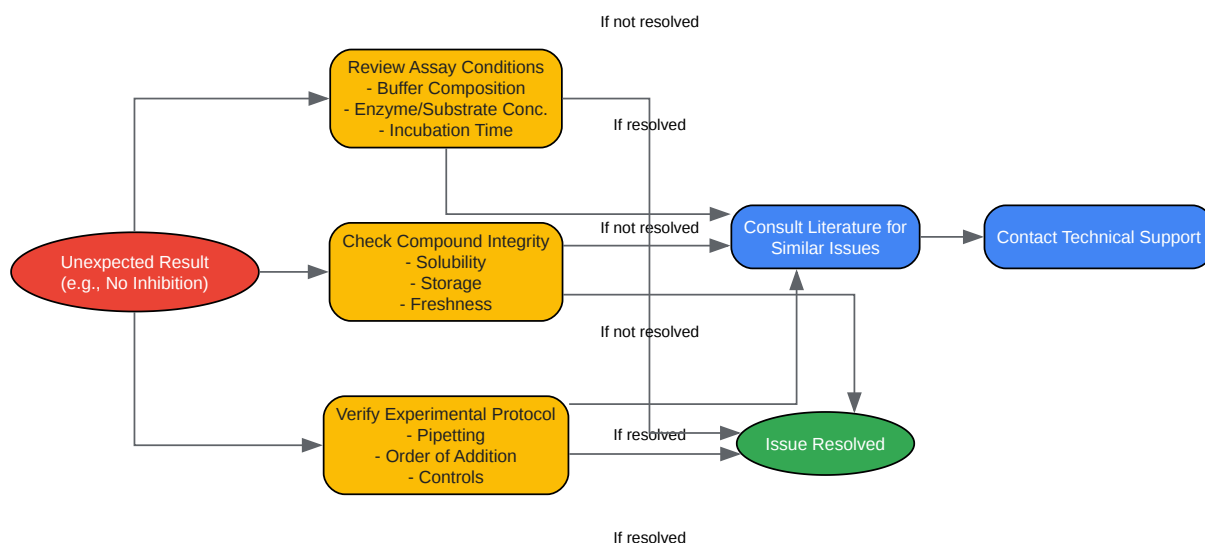 If not resolved
Review Assay Conditions
- Buffer Composition
- Enzyme/Substrate Conc.
- Incubation Time
If resolved
Unexpected Result
(e.g., No Inhibition)
Check Compound Integrity
- Solubility
- Storage
- Freshness
If not resolved
Consult Literature for
Similar Issues
Contact Technical Support
If not resolved
Verify Experimental Protocol
- Pipetting
- Order of Addition
- Controls
If resolved
Issue Resolved
If resolved